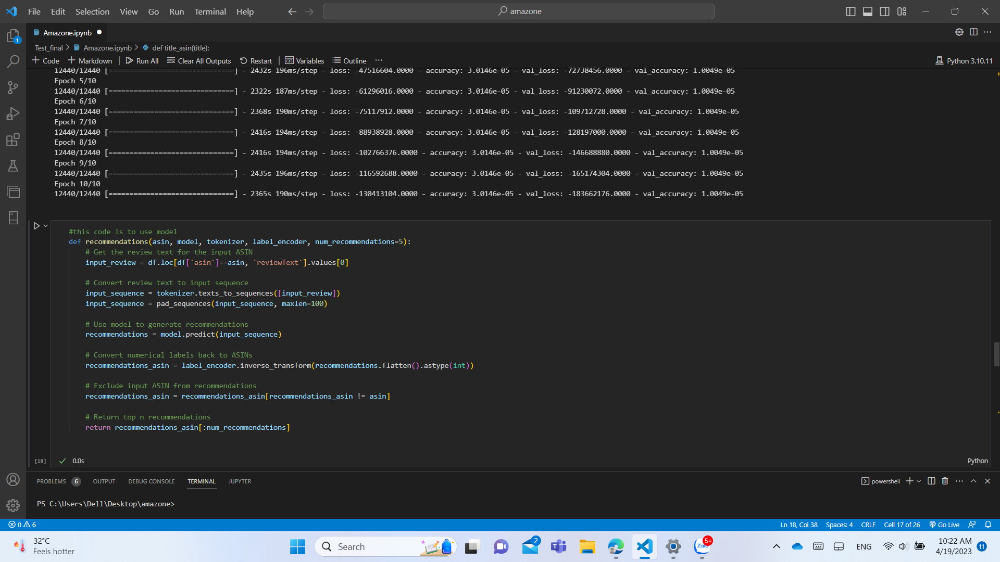 File Edit Selection View Go Run Terminal Help
amazone
1
Amazone.ipynb
Test_final > Amazone.ipynb > def title_asin(title):
+ Code + Markdown | Run All Clear All Outputs Restart | Variables Outline ...
Python 3.10.11
12440/12440 [==============================] - 2432s 196ms/step - loss: -47516604.0000 - accuracy: 3.0146e-05 - val_loss: -72738456.0000 - val_accuracy: 1.0049e-05
Epoch 5/10
12440/12440 [==============================] - 2322s 187ms/step - loss: -61296016.0000 - accuracy: 3.0146e-05 - val_loss: -91230072.0000 - val_accuracy: 1.0049e-05
Epoch 6/10
12440/12440 [==============================] - 2368s 190ms/step - loss: -75117912.0000 - accuracy: 3.0146e-05 - val_loss: -109712728.0000 - val_accuracy: 1.0049e-05
Epoch 7/10
12440/12440 [==============================] - 2416s 194ms/step - loss: -88938928.0000 - accuracy: 3.0146e-05 - val_loss: -128197000.0000 - val_accuracy: 1.0049e-05
Epoch 8/10
12440/12440 [==============================] - 2416s 194ms/step - loss: -102766376.0000 - accuracy: 3.0146e-05 - val_loss: -146688880.0000 - val_accuracy: 1.0049e-05
Epoch 9/10
12440/12440 [==============================] - 2435s 196ms/step - loss: -116592688.0000 - accuracy: 3.0146e-05 - val_loss: -165174304.0000 - val_accuracy: 1.0049e-05
Epoch 10/10
12440/12440 [==============================] - 2365s 190ms/step - loss: -130413104.0000 - accuracy: 3.0146e-05 - val_loss: -183662176.0000 - val_accuracy: 1.0049e-05
#this code is to use model
def recommendations(asin, model, tokenizer, label_encoder, num_recommendations=5):
    # Get the review text for the input ASIN
    input_review = df.loc[df['asin']==asin, 'reviewText'].values[0]
    # Convert review text to input sequence
    input_sequence = tokenizer.texts_to_sequences([input_review])
    input_sequence = pad_sequences(input_sequence, maxlen=100)
    # Use model to generate recommendations
    recommendations = model.predict(input_sequence)
    # Convert numerical labels back to ASINs
    recommendations_asin = label_encoder.inverse_transform(recommendations.flatten().astype(int))
    # Exclude input ASIN from recommendations
    recommendations_asin = recommendations_asin[recommendations_asin != asin]
    # Return top n recommendations
    return recommendations_asin[:num_recommendations]
[18] ✓ 0.0s
Python
PROBLEMS 6 OUTPUT DEBUG CONSOLE TERMINAL JUPYTER
powershell
PS C:\Users\Dell\Desktop\amazone>
0 6
Ln 18, Col 38 Spaces: 4 CRLF Cell 17 of 26 Go Live
32°C
Feels hotter
Search
2
Zalo
5+
ENG
10:22 AM
4/19/2023
11